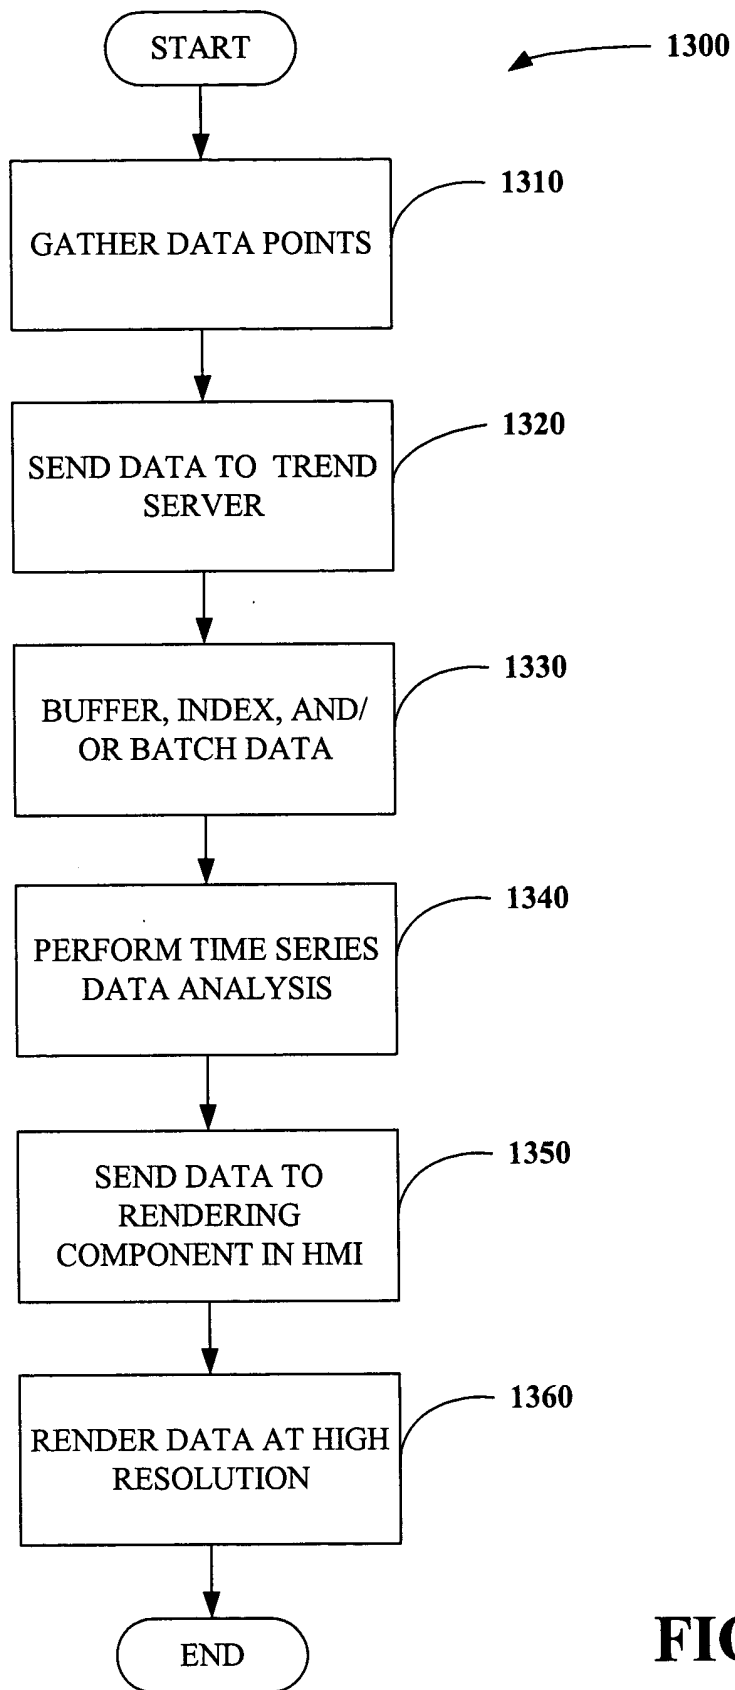 START
1300
1310
GATHER DATA POINTS
1320
SEND DATA TO TREND
SERVER
1330
BUFFER, INDEX, AND/
OR BATCH DATA
1340
PERFORM TIME SERIES
DATA ANALYSIS
1350
SEND DATA TO
RENDERING
COMPONENT IN HMI
1360
RENDER DATA AT HIGH
RESOLUTION
END